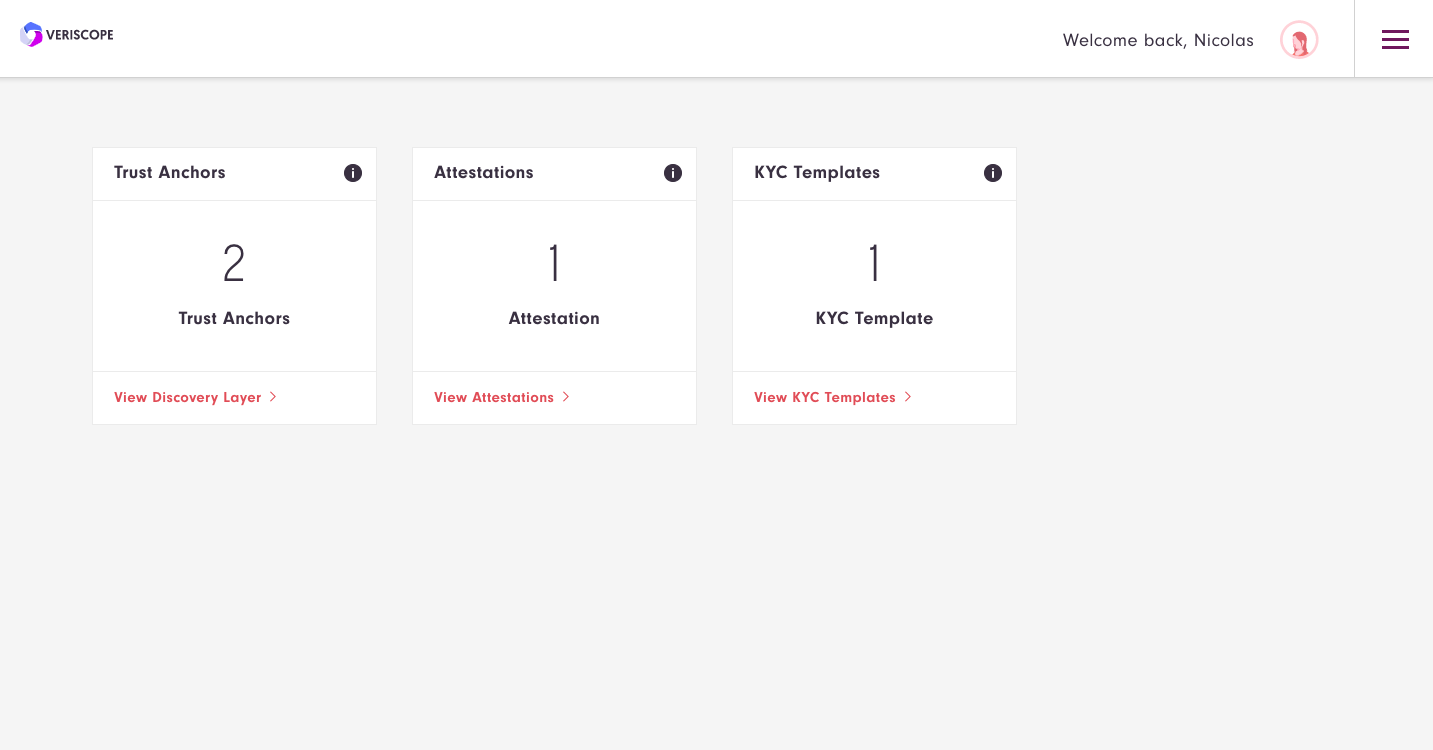 VERISCOPE
Welcome back, Nicolas
Trust Anchors
2
Trust Anchors
View Discovery Layer
Attestations
1
Attestation
View Attestations
KYC Templates
1
KYC Template
View KYC Templates